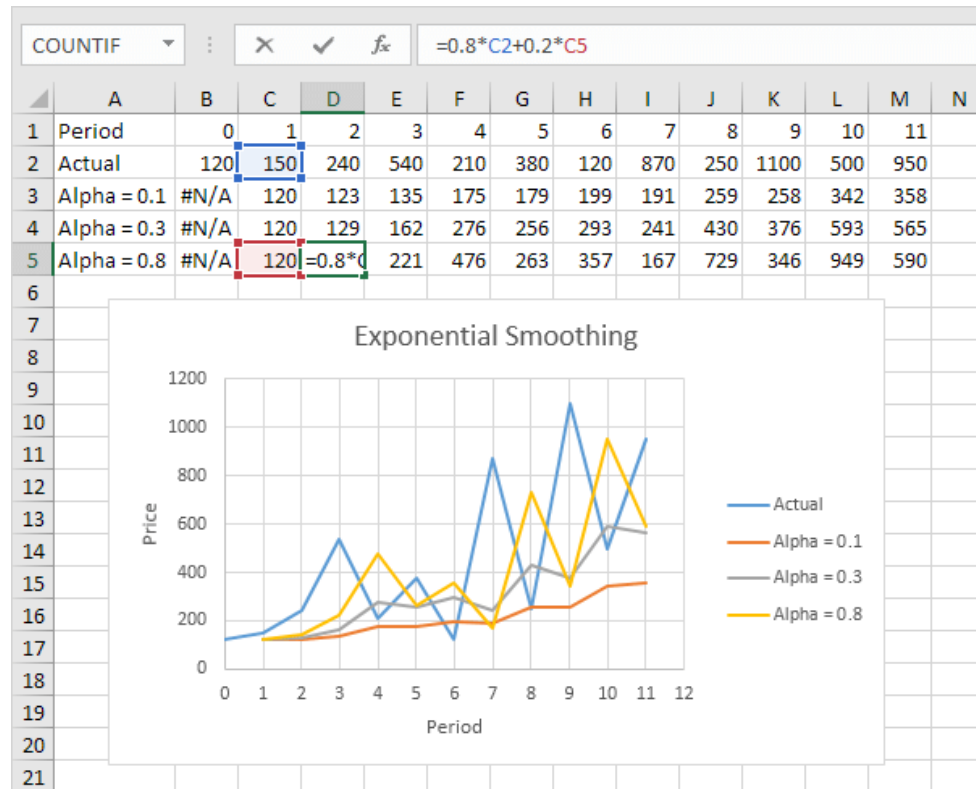 COUNTIF fx =0.8*C2+0.2*C5
A B C D E F G H I J K L M N
1 Period 0 1 2 3 4 5 6 7 8 9 10 11
2 Actual 120 150 240 540 210 380 120 870 250 1100 500 950
3 Alpha = 0.1 #N/A 120 123 135 175 179 199 191 259 258 342 358
4 Alpha = 0.3 #N/A 120 129 162 276 256 293 241 430 376 593 565
5 Alpha = 0.8 #N/A 120 =0.8*C 221 476 263 357 167 729 346 949 590
6
7
8
9
10
11
12
13
14
15
16
17
18
19
20
21
Exponential Smoothing
1200
1000
800
600
400
200
0
Price
0 1 2 3 4 5 6 7 8 9 10 11 12
Period
Actual
Alpha = 0.1
Alpha = 0.3
Alpha = 0.8